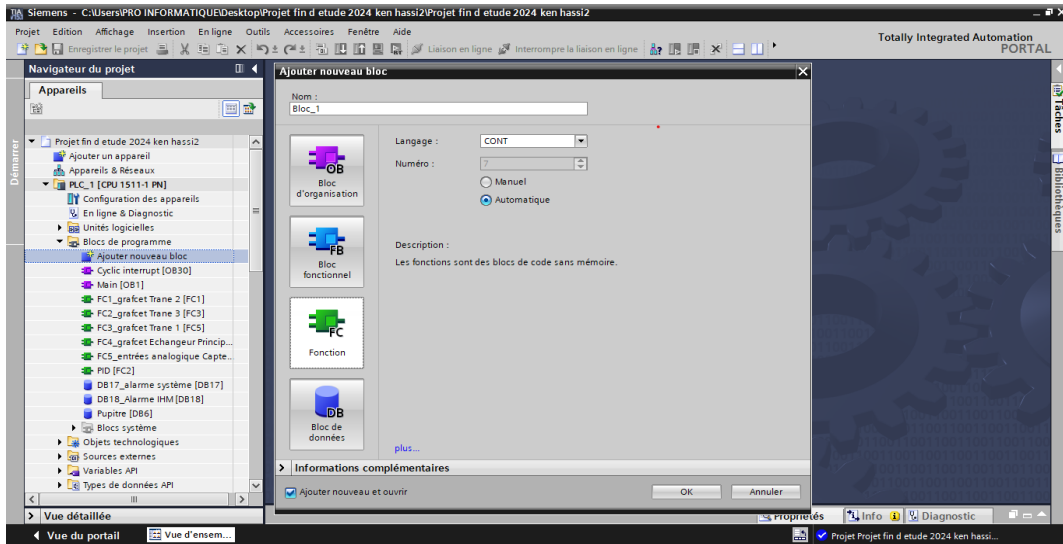 Siemens - C:\Users\PRO INFORMATIQUE\Desktop\Projet fin d etude 2024 ken hassi2\Projet fin d etude 2024 ken hassi2
Projet Edition Affichage Insertion En ligne Outils Accessoires Fenêtre Aide
Totally Integrated Automation
PORTAL
Enregistrer le projet Liaison en ligne Interrompre la liaison en ligne
Navigateur du projet
Appareils
Démarrer
Projet fin d etude 2024 ken hassi2
Ajouter un appareil
Appareils & Réseaux
PLC_1 [CPU 1511-1 PN]
Configuration des appareils
En ligne & Diagnostic
Unités logicielles
Blocs de programme
Ajouter nouveau bloc
Cyclic interrupt [OB30]
Main [OB1]
FC1_grafcet Trane 2 [FC1]
FC2_grafcet Trane 3 [FC3]
FC3_grafcet Trane 1 [FC5]
FC4_grafcet Echangeur Princip...
FC5_entrées analogique Capte...
PID [FC2]
DB17_alarme système [DB17]
DB18_Alarme IHM [DB18]
Pupitre [DB6]
Blocs système
Objets technologiques
Sources externes
Variables API
Types de données API
Vue détaillée
Ajouter nouveau bloc
Nom :
Bloc_1
OB
Bloc
d'organisation
FB
Bloc
fonctionnel
FC
Fonction
DB
Bloc de
données
Langage : CONT
Numéro : 7
Manuel
Automatique
Description :
Les fonctions sont des blocs de code sans mémoire.
plus...
Informations complémentaires
Ajouter nouveau et ouvrir
OK Annuler
Tâches
Bibliothèques
Propriétés Info Diagnostic
Vue du portail Vue d'ensem... Projet Projet fin d etude 2024 ken hassi...